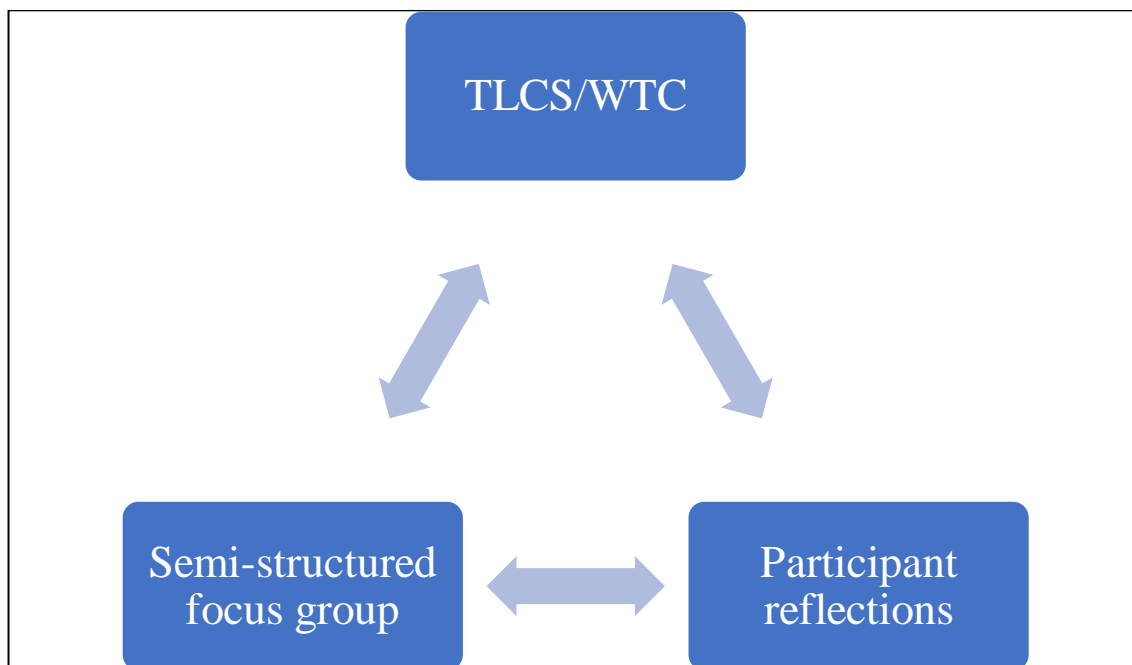 TLCS/WTC
Semi-structured
focus group
Participant
reflections